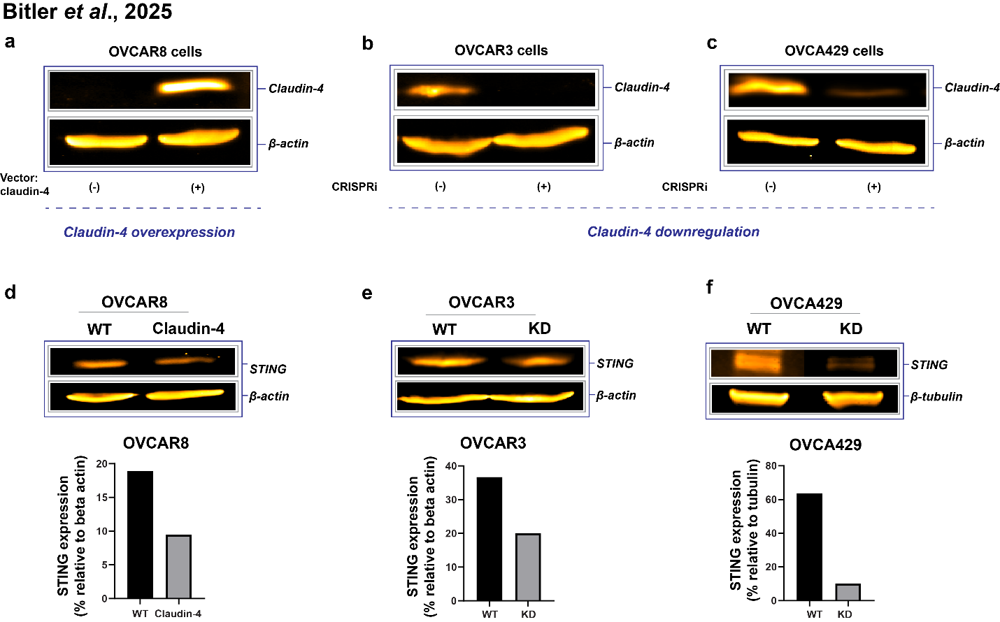 Bitler et al., 2025
a
OVCAR8 cells
Claudin-4
β-actin
Vector:
claudin-4
(-)
(+)
Claudin-4 overexpression
b
OVCAR3 cells
Claudin-4
β-actin
CRISPRi
(-)
(+)
c
OVCA429 cells
Claudin-4
β-actin
CRISPRi
(-)
(+)
Claudin-4 downregulation
d
OVCAR8
WT
Claudin-4
STING
β-actin
OVCAR8
STING expression
(% relative to beta actin)
20
15
10
5
0
WT
Claudin-4
e
OVCAR3
WT
KD
STING
β-actin
OVCAR3
STING expression
(% relative to beta actin)
40
30
20
10
0
WT
KD
f
OVCA429
WT
KD
STING
β-tubulin
OVCA429
STING expression
(% relative to tubulin)
80
60
40
20
0
WT
KD